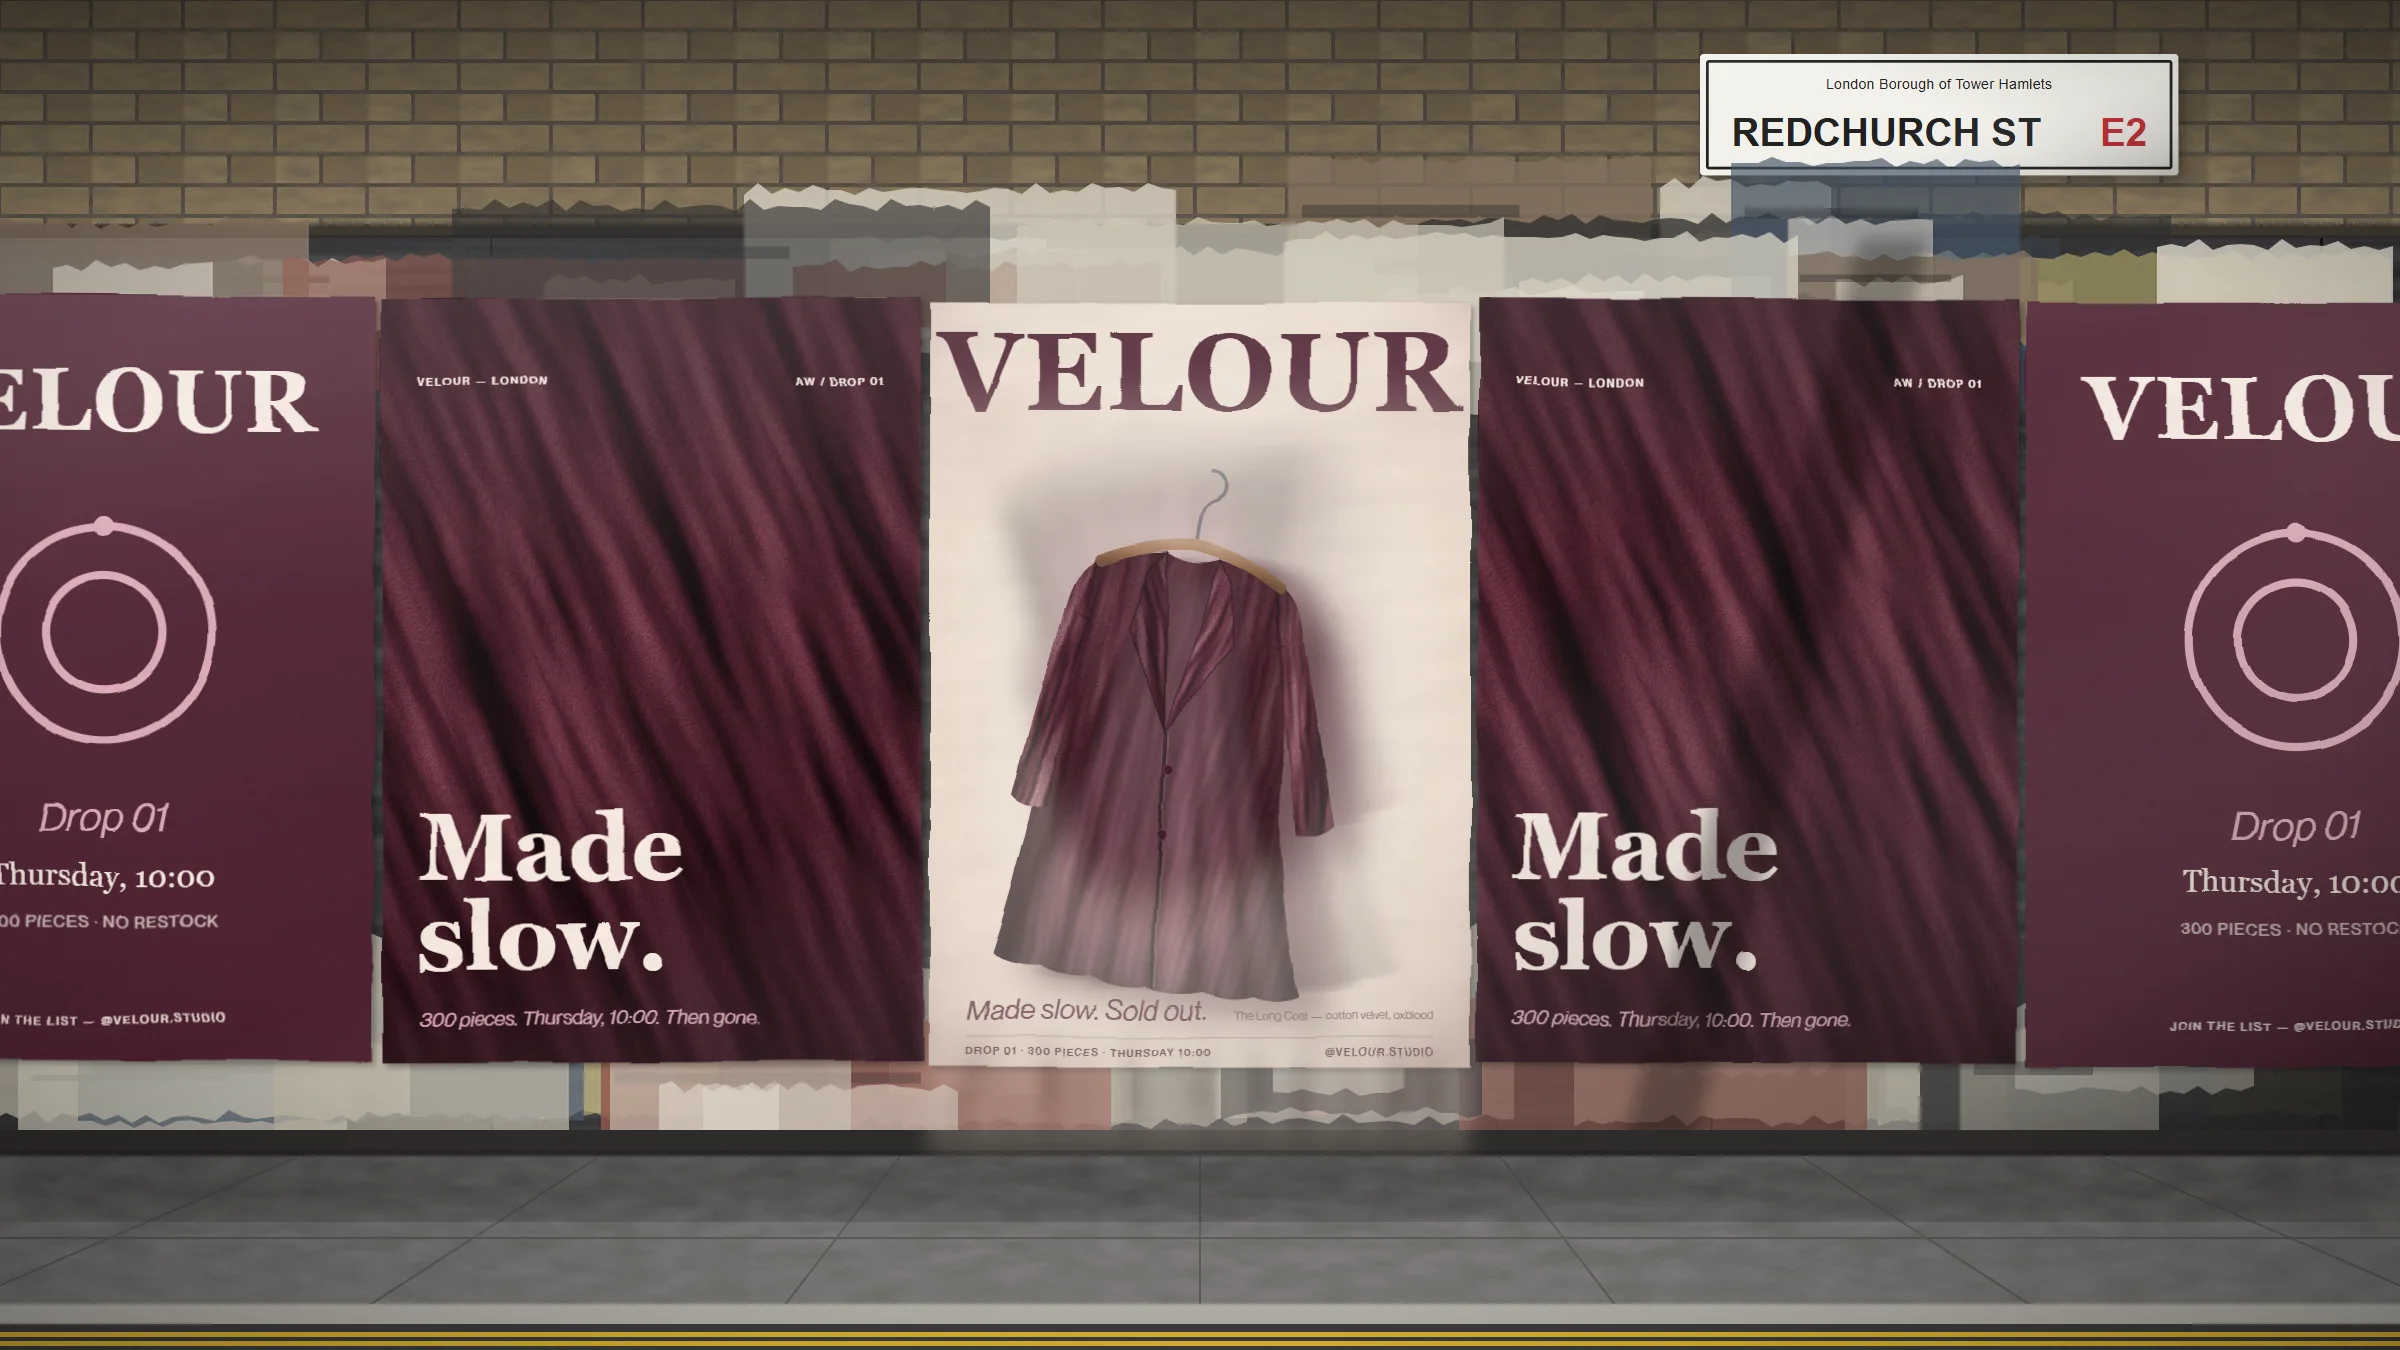 London Borough of Tower Hamlets
REDCHURCH ST E2
ELOUR
Drop 01
Thursday, 10:00
00 PIECES · NO RESTOCK
N THE LIST — @VELOUR.STUDIO
VELOUR — LONDON
AW / DROP 01
Made
slow.
300 pieces. Thursday, 10:00. Then gone.
VELOUR
Made slow. Sold out.
The Long Coat — cotton velvet, oxblood
DROP 01 · 300 PIECES · THURSDAY 10:00
@VELOUR.STUDIO
VELOUR — LONDON
AW / DROP 01
Made
slow.
300 pieces. Thursday, 10:00. Then gone.
VELOU
Drop 01
Thursday, 10:00
300 PIECES · NO RESTOC
JOIN THE LIST — @VELOUR.STUD